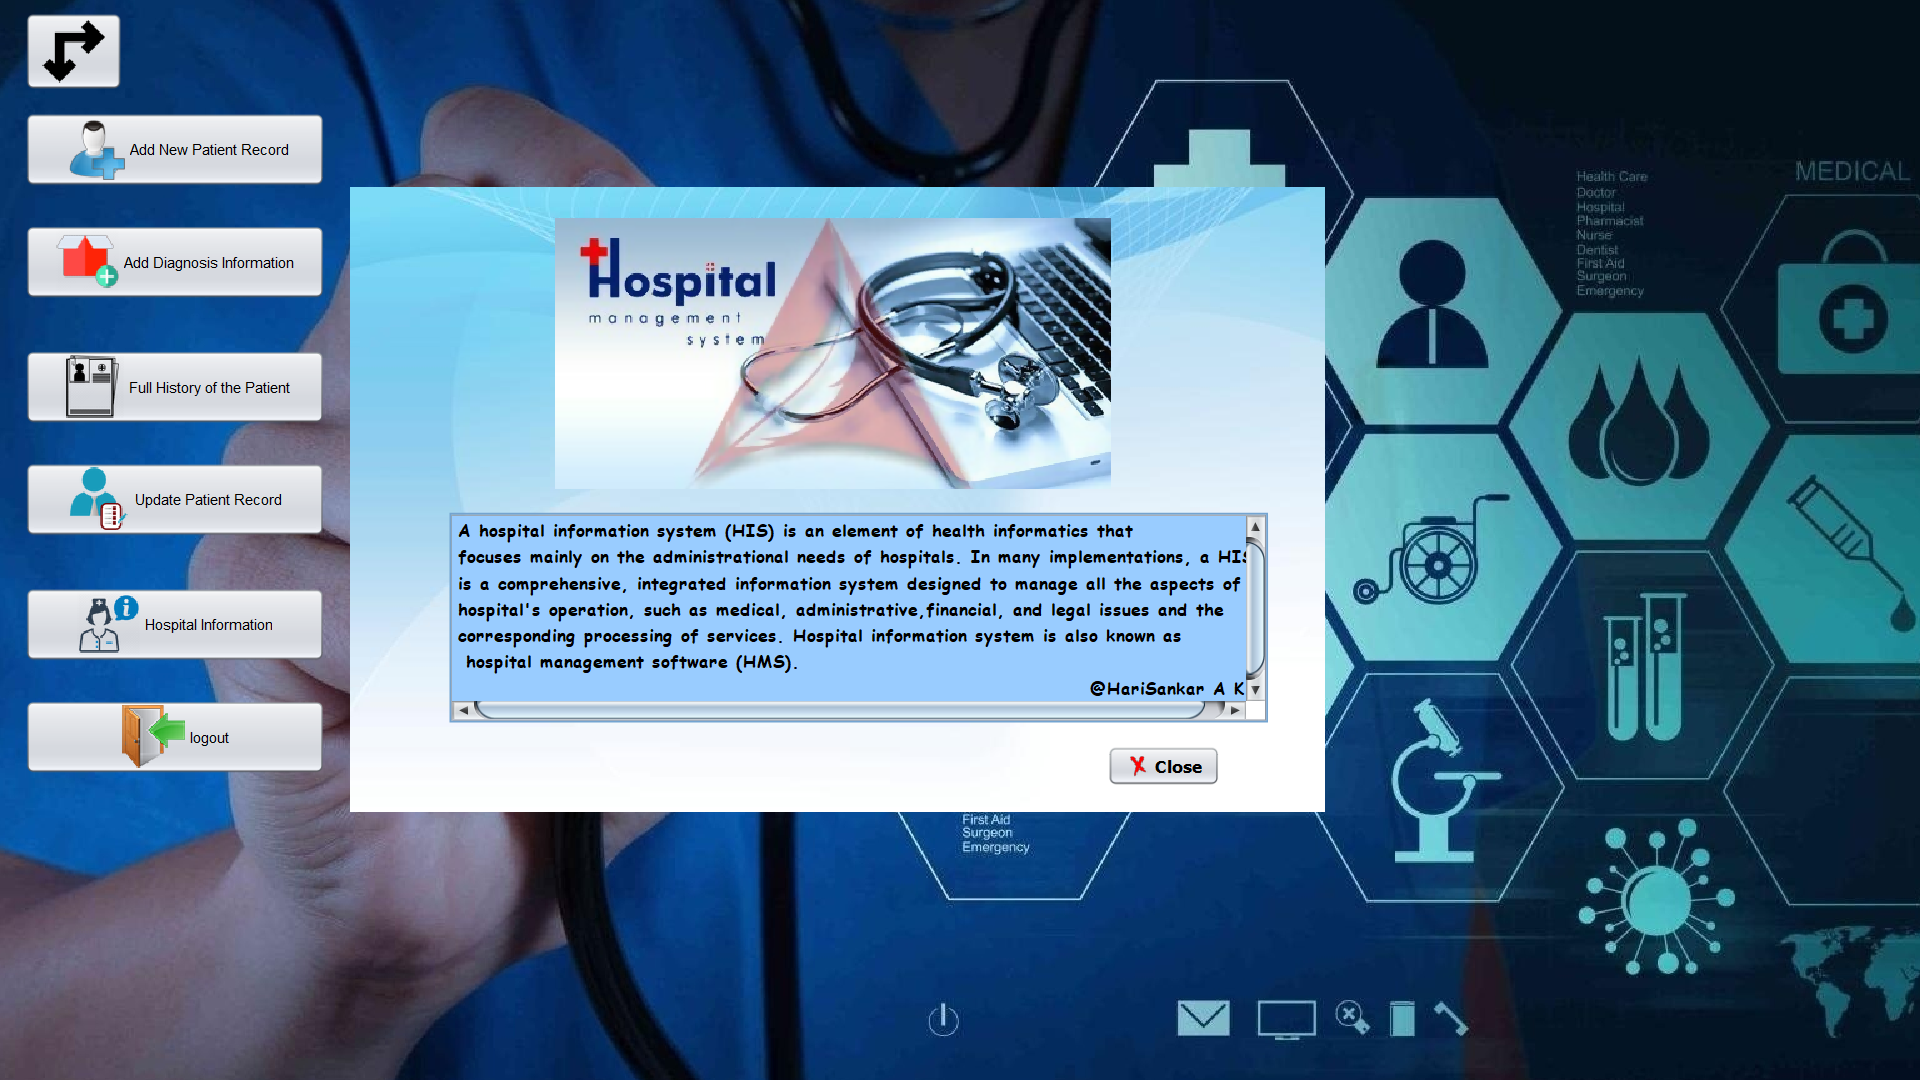 Add New Patient Record
Add Diagnosis Information
Full History of the Patient
Update Patient Record
Hospital Information
logout
Hospital
management
system
A hospital information system (HIS) is an element of health informatics that
focuses mainly on the administrational needs of hospitals. In many implementations, a HIS
is a comprehensive, integrated information system designed to manage all the aspects of
hospital's operation, such as medical, administrative,financial, and legal issues and the
corresponding processing of services. Hospital information system is also known as
hospital management software (HMS).
@HariSankar A K
Close
First Aid
Surgeon
Emergency
MEDICAL
Health Care
Doctor
Hospital
Pharmacist
Nurse
Dentist
First Aid
Surgeon
Emergency